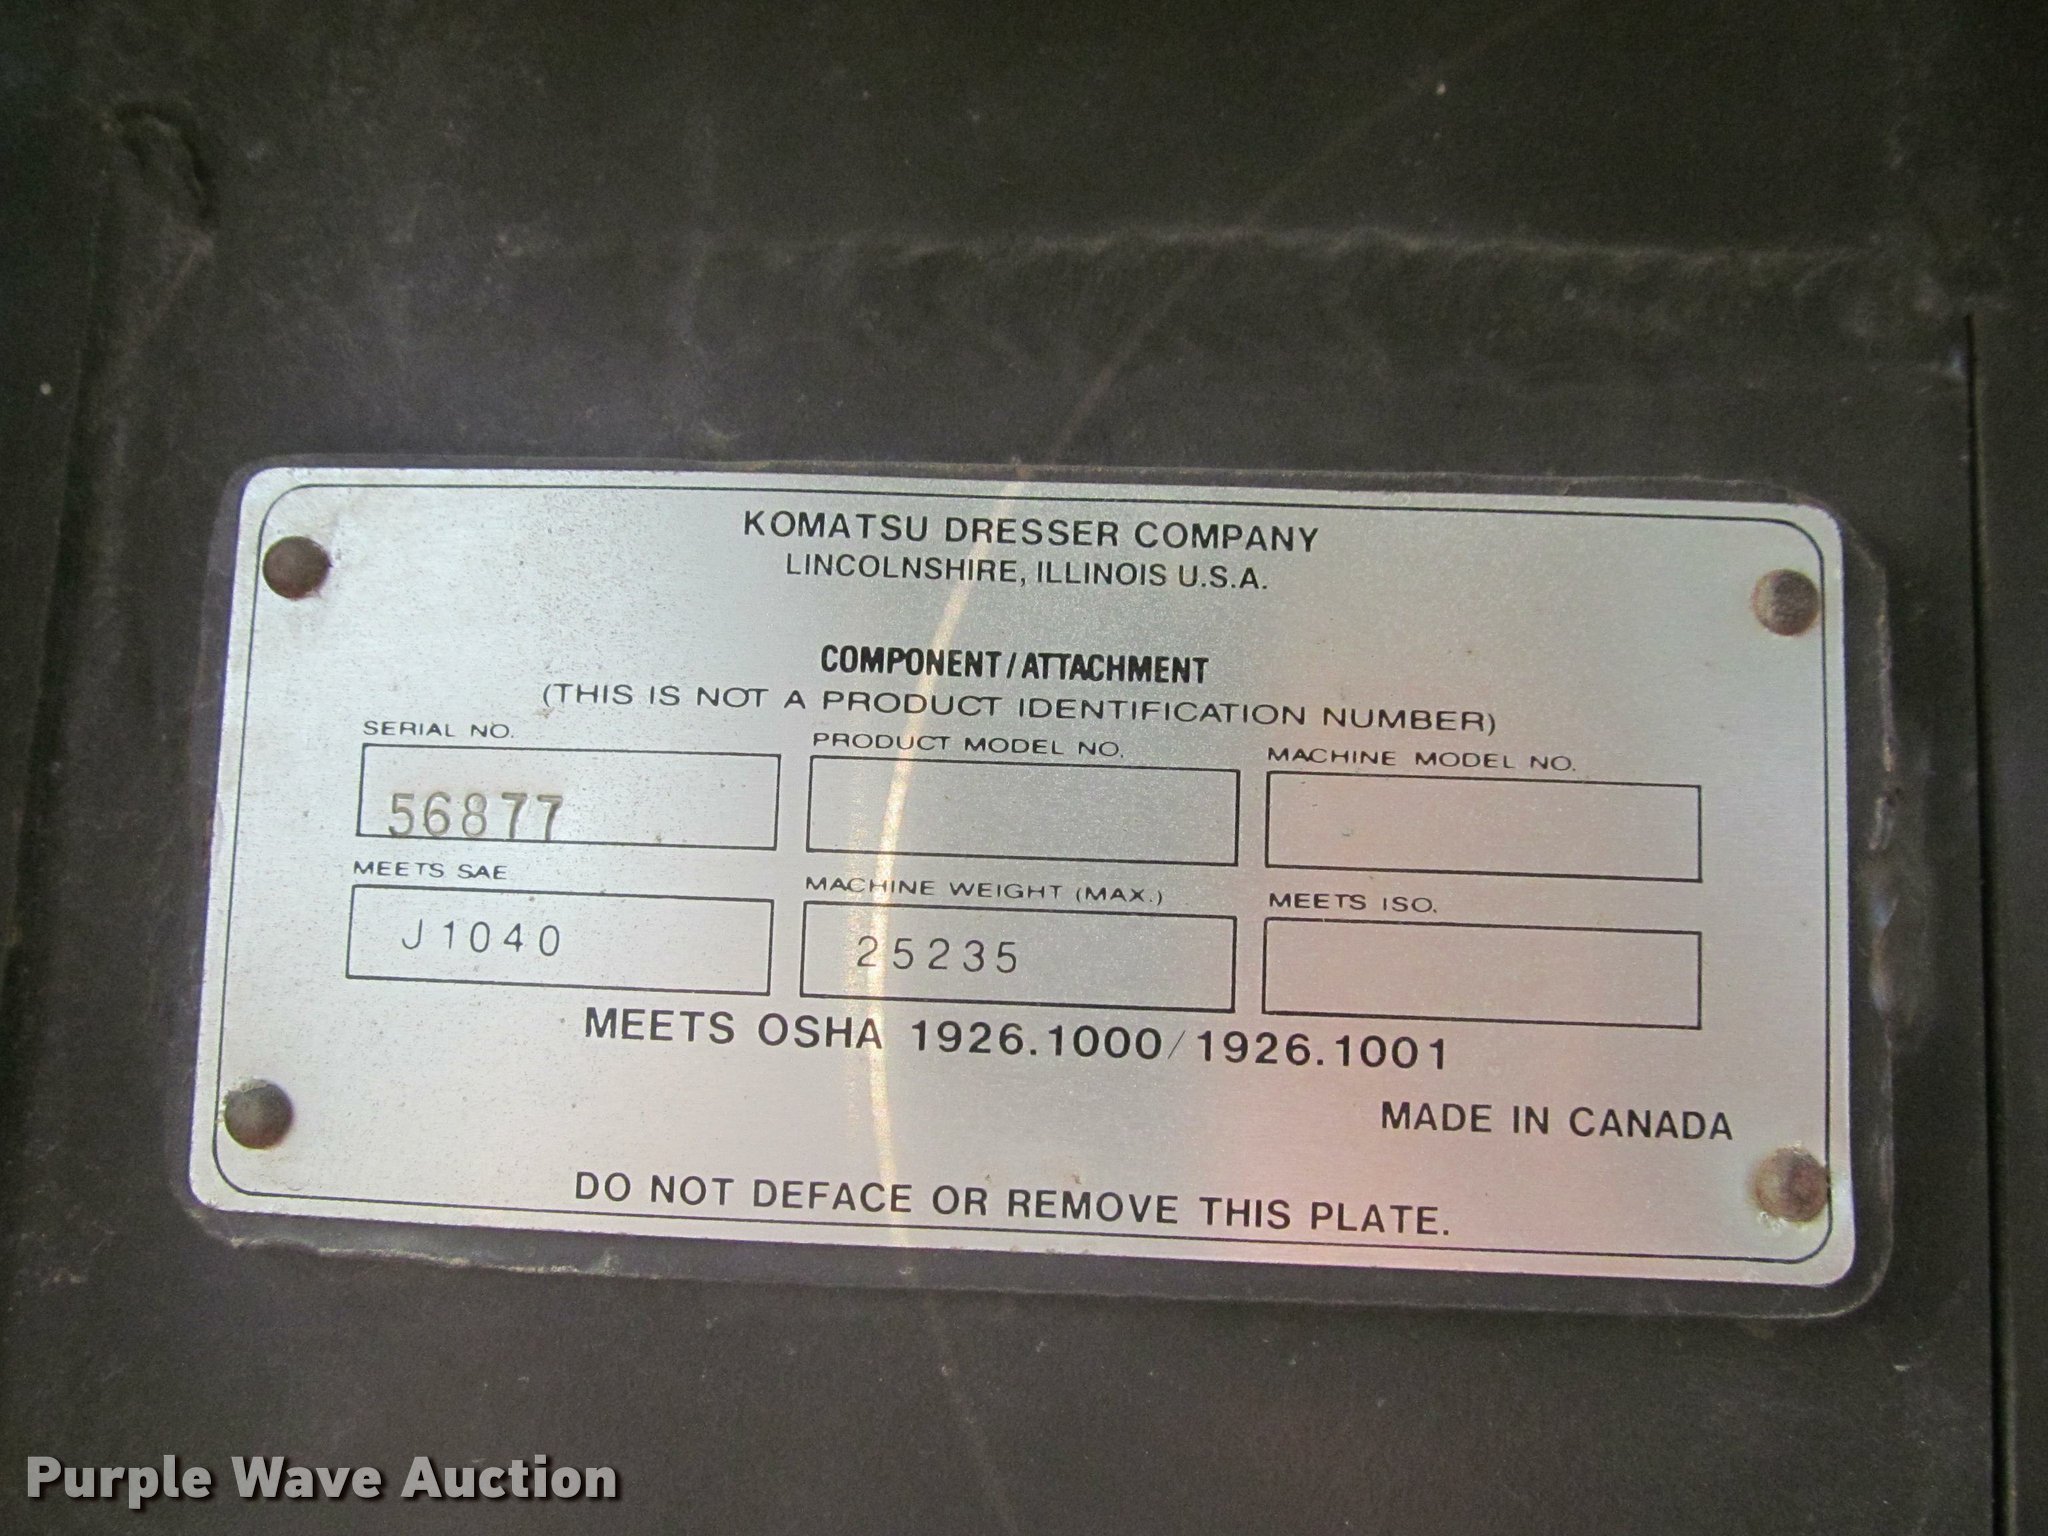 KOMATSU DRESSER COMPANY
LINCOLNSHIRE, ILLINOIS U.S.A.
COMPONENT/ATTACHMENT
(THIS IS NOT A PRODUCT IDENTIFICATION NUMBER)
SERIAL NO. PRODUCT MODEL NO. MACHINE MODEL NO.
56877
MEETS SAE MACHINE WEIGHT (MAX.) MEETS ISO.
J1040 25235
MEETS OSHA 1926.1000/1926.1001
MADE IN CANADA
DO NOT DEFACE OR REMOVE THIS PLATE.
Purple Wave Auction